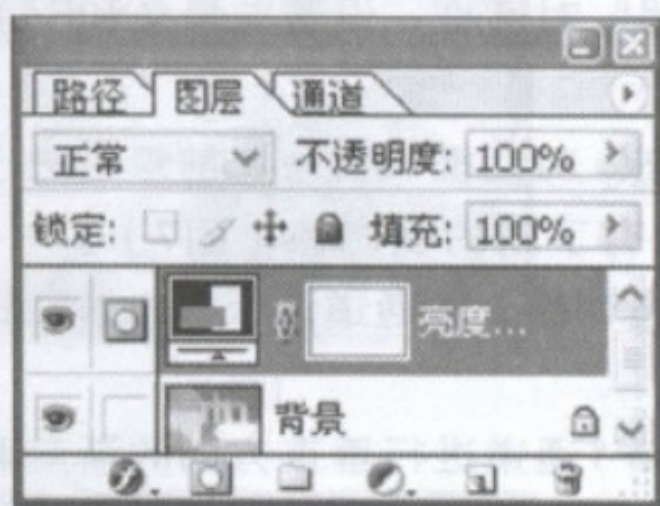 路径 图层 通道
正常 不透明度: 100%
锁定: 填充: 100%
亮度...
背景